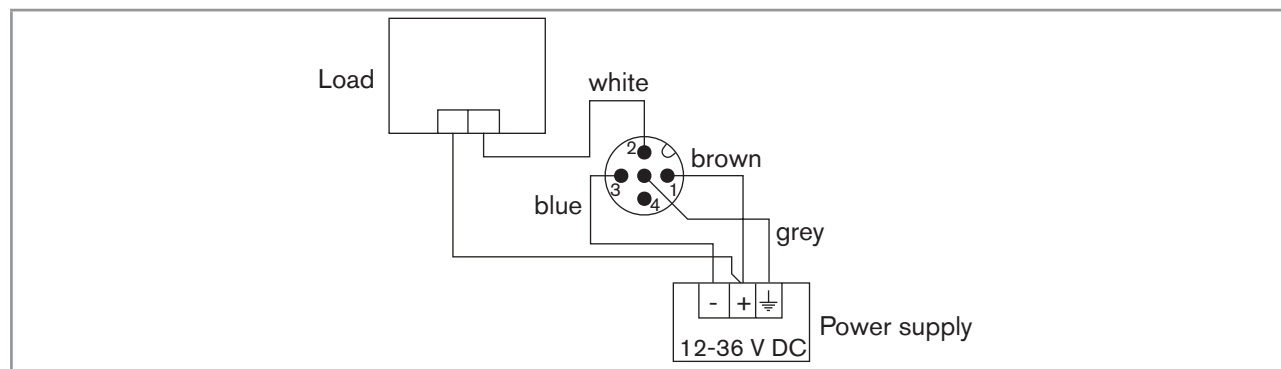 Load
white
2
brown
3
1
blue
4
grey
- +
Power supply
12-36 V DC